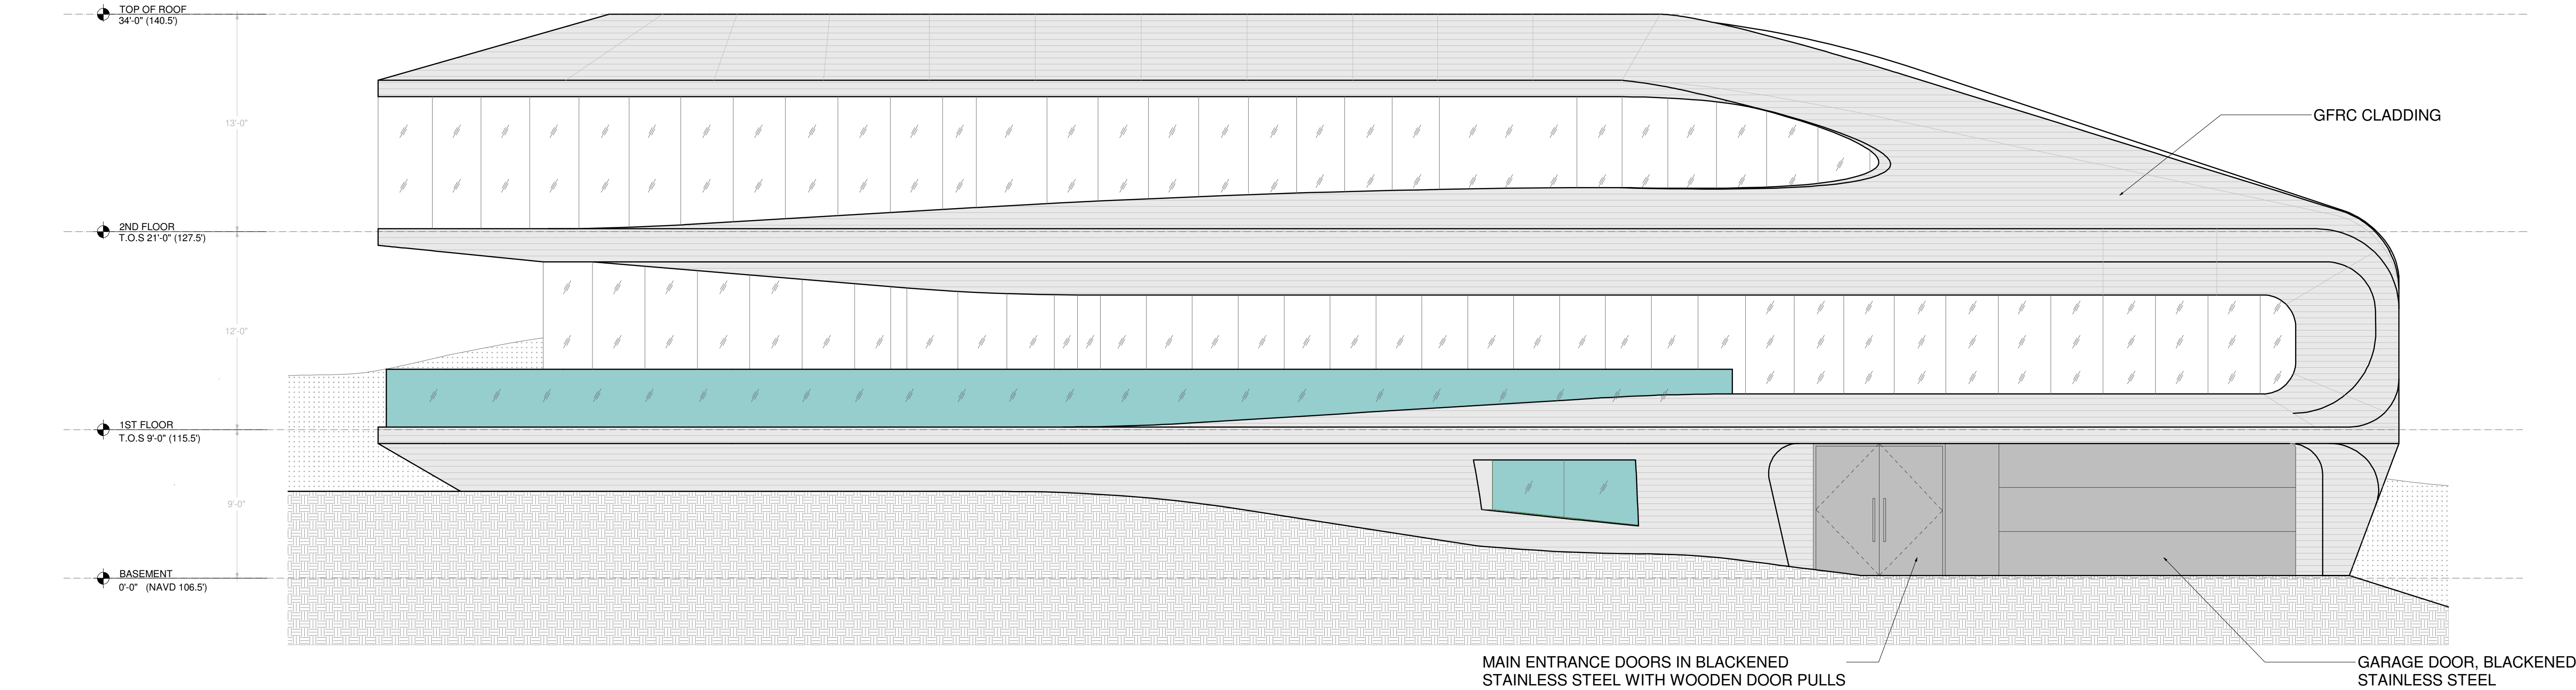 TOP OF ROOF
34'-0" (140.5')
13'-0"
GFRC CLADDING
2ND FLOOR
T.O.S 21'-0" (127.5')
12'-0"
1ST FLOOR
T.O.S 9'-0" (115.5')
9'-0"
BASEMENT
0'-0" (NAVD 106.5')
MAIN ENTRANCE DOORS IN BLACKENED
STAINLESS STEEL WITH WOODEN DOOR PULLS
GARAGE DOOR, BLACKENED
STAINLESS STEEL